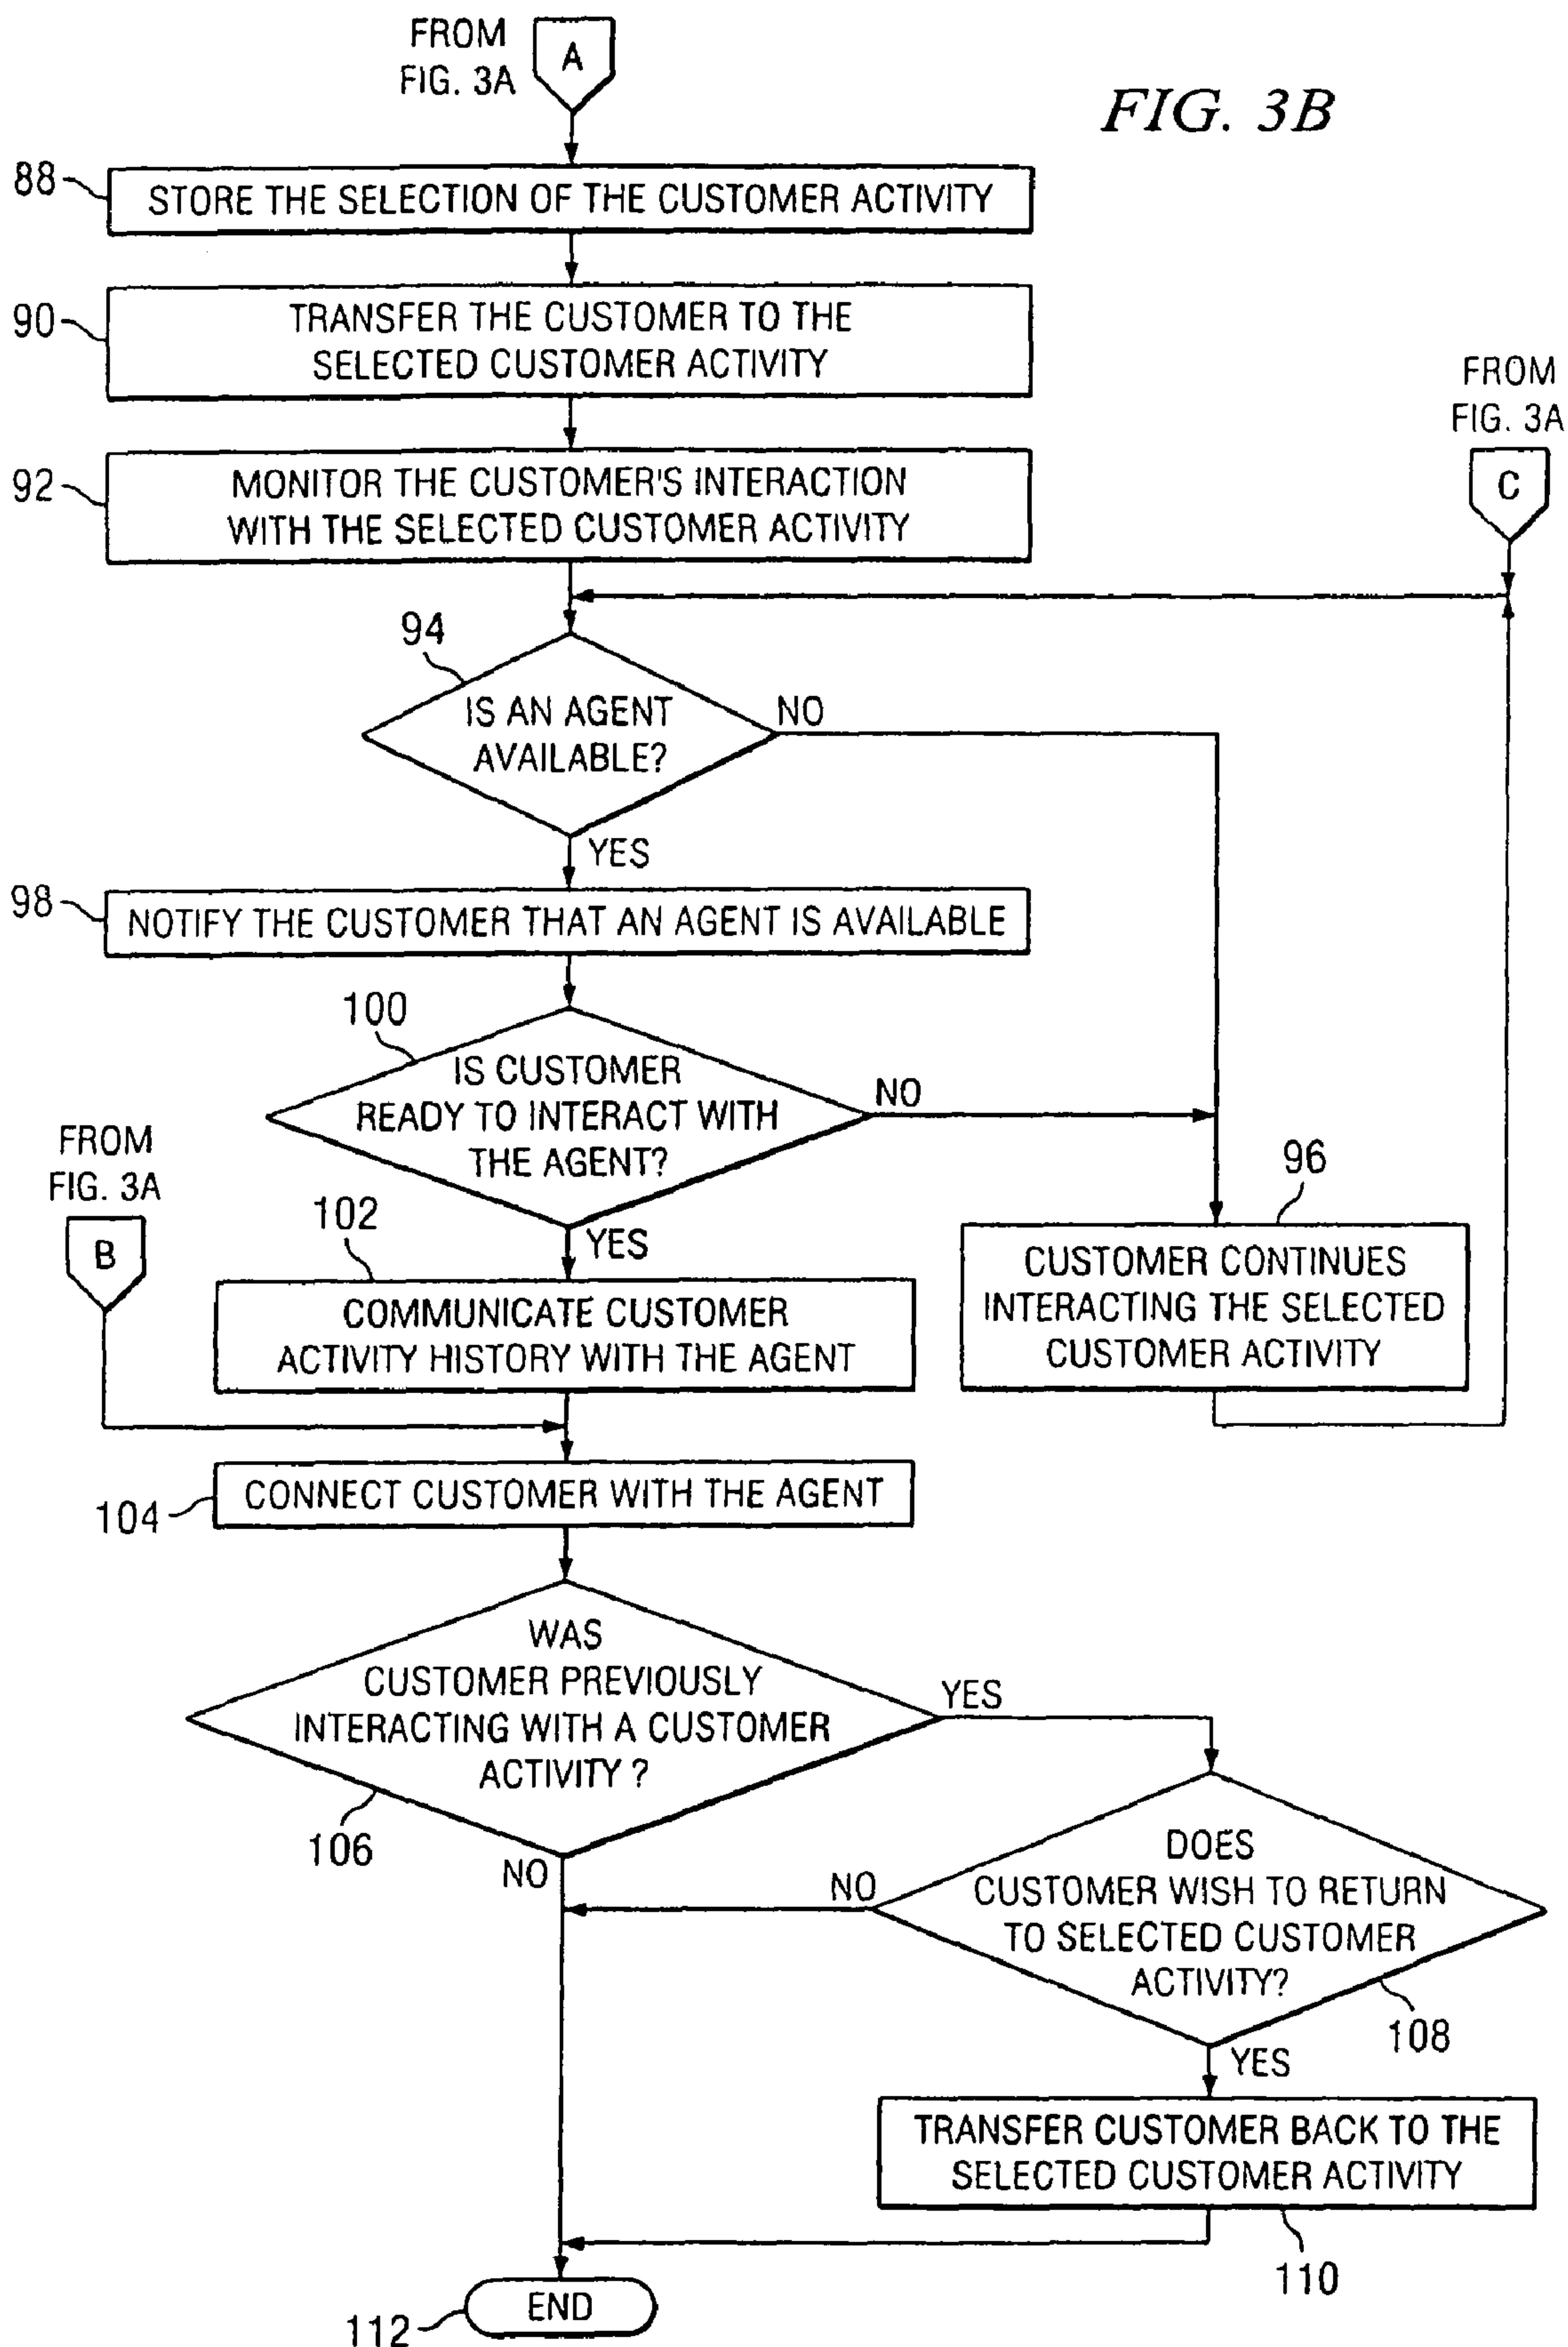 FROM
FIG. 3A
A
FIG. 3B
88
STORE THE SELECTION OF THE CUSTOMER ACTIVITY
90
TRANSFER THE CUSTOMER TO THE
SELECTED CUSTOMER ACTIVITY
92
MONITOR THE CUSTOMER'S INTERACTION
WITH THE SELECTED CUSTOMER ACTIVITY
FROM
FIG. 3A
C
94
IS AN AGENT
AVAILABLE?
NO
YES
98
NOTIFY THE CUSTOMER THAT AN AGENT IS AVAILABLE
100
IS CUSTOMER
READY TO INTERACT WITH
THE AGENT?
NO
YES
FROM
FIG. 3A
B
96
CUSTOMER CONTINUES
INTERACTING THE SELECTED
CUSTOMER ACTIVITY
102
COMMUNICATE CUSTOMER
ACTIVITY HISTORY WITH THE AGENT
104
CONNECT CUSTOMER WITH THE AGENT
WAS
CUSTOMER PREVIOUSLY
INTERACTING WITH A CUSTOMER
ACTIVITY ?
YES
106
NO
DOES
CUSTOMER WISH TO RETURN
TO SELECTED CUSTOMER
ACTIVITY?
NO
108
YES
TRANSFER CUSTOMER BACK TO THE
SELECTED CUSTOMER ACTIVITY
110
END
112